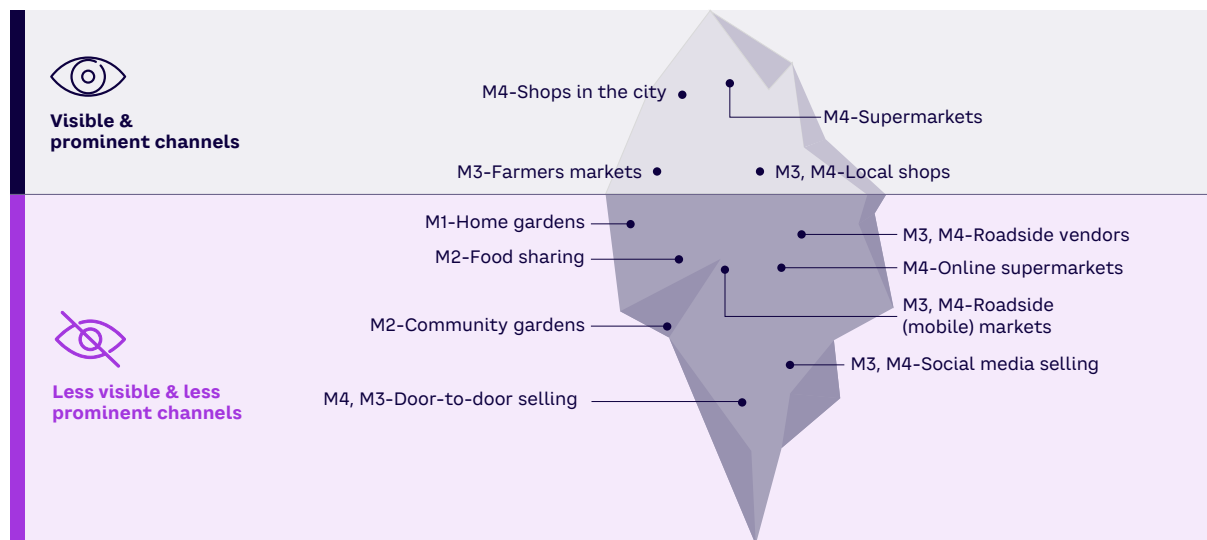 Visible &
prominent channels
M4-Shops in the city
M4-Supermarkets
M3-Farmers markets
M3, M4-Local shops
Less visible & less
prominent channels
M1-Home gardens
M2-Food sharing
M2-Community gardens
M4, M3-Door-to-door selling
M3, M4-Roadside vendors
M4-Online supermarkets
M3, M4-Roadside
(mobile) markets
M3, M4-Social media selling